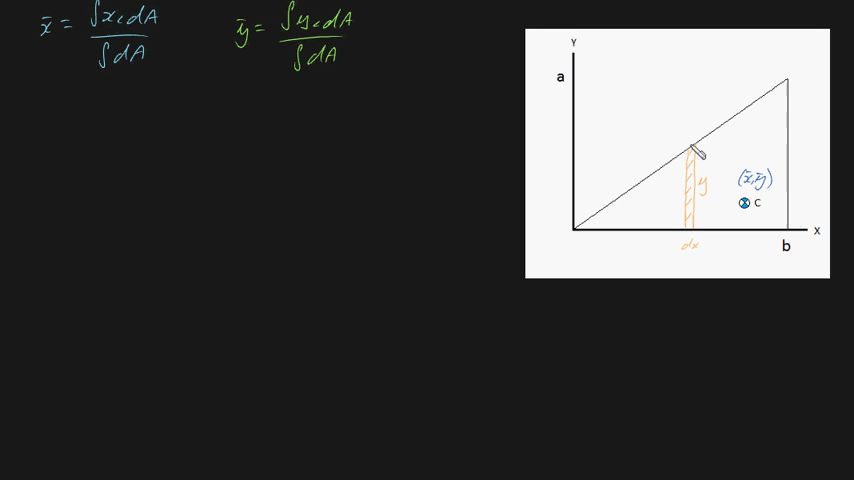 x̄ = ∫x꜀dA / ∫dA
ȳ = ∫y꜀dA / ∫dA
Y
a
y
(x̄,ȳ)
C
X
dx
b